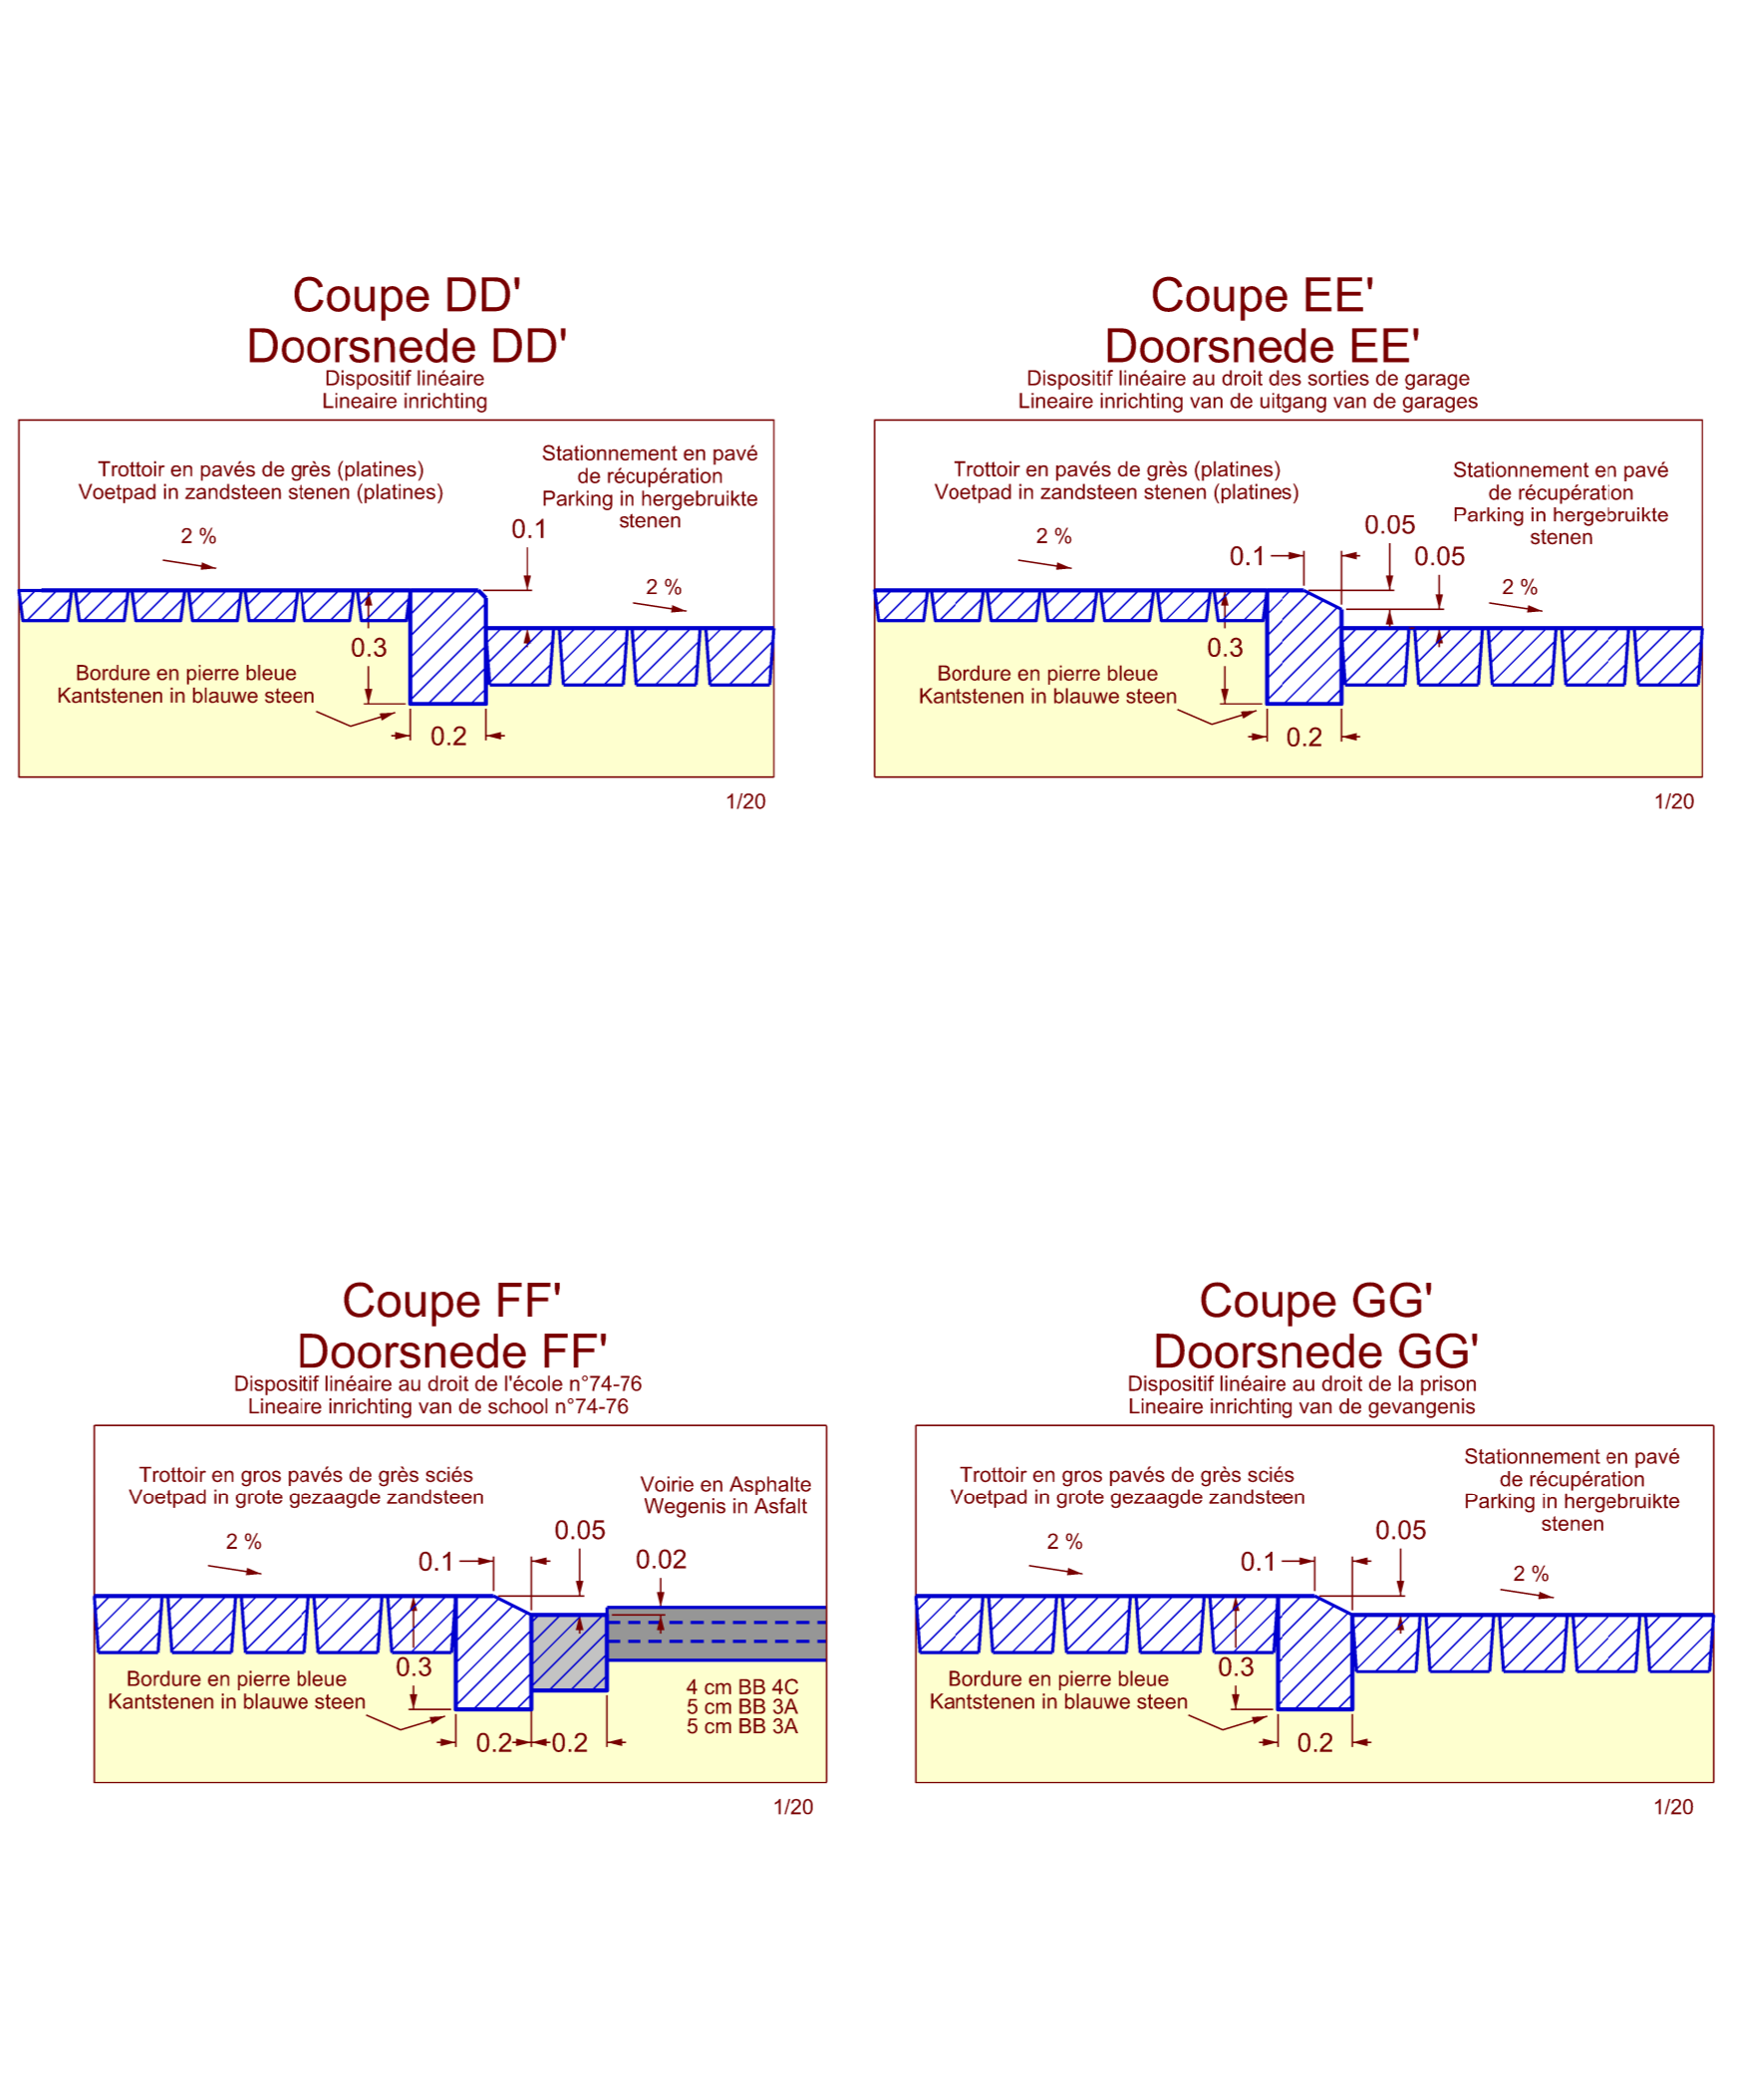 Coupe DD'
Doorsnede DD'
Dispositif linéaire
Lineaire inrichting
Trottoir en pavés de grès (platines)
Voetpad in zandsteen stenen (platines)
Stationnement en pavé
de récupération
Parking in hergebruikte
stenen
2 %
0.1
2 %
0.3
Bordure en pierre bleue
Kantstenen in blauwe steen
0.2
1/20
Coupe EE'
Doorsnede EE'
Dispositif linéaire au droit des sorties de garage
Lineaire inrichting van de uitgang van de garages
Trottoir en pavés de grès (platines)
Voetpad in zandsteen stenen (platines)
Stationnement en pavé
de récupération
Parking in hergebruikte
stenen
2 %
0.1
0.05
0.05
2 %
0.3
Bordure en pierre bleue
Kantstenen in blauwe steen
0.2
1/20
Coupe FF'
Doorsnede FF'
Dispositif linéaire au droit de l'école n°74-76
Lineaire inrichting van de school n°74-76
Trottoir en gros pavés de grès sciés
Voetpad in grote gezaagde zandsteen
Voirie en Asphalte
Wegenis in Asfalt
2 %
0.1
0.05
0.02
0.3
Bordure en pierre bleue
Kantstenen in blauwe steen
4 cm BB 4C
5 cm BB 3A
5 cm BB 3A
0.2
0.2
1/20
Coupe GG'
Doorsnede GG'
Dispositif linéaire au droit de la prison
Lineaire inrichting van de gevangenis
Trottoir en gros pavés de grès sciés
Voetpad in grote gezaagde zandsteen
Stationnement en pavé
de récupération
Parking in hergebruikte
stenen
2 %
0.1
0.05
2 %
0.3
Bordure en pierre bleue
Kantstenen in blauwe steen
0.2
1/20